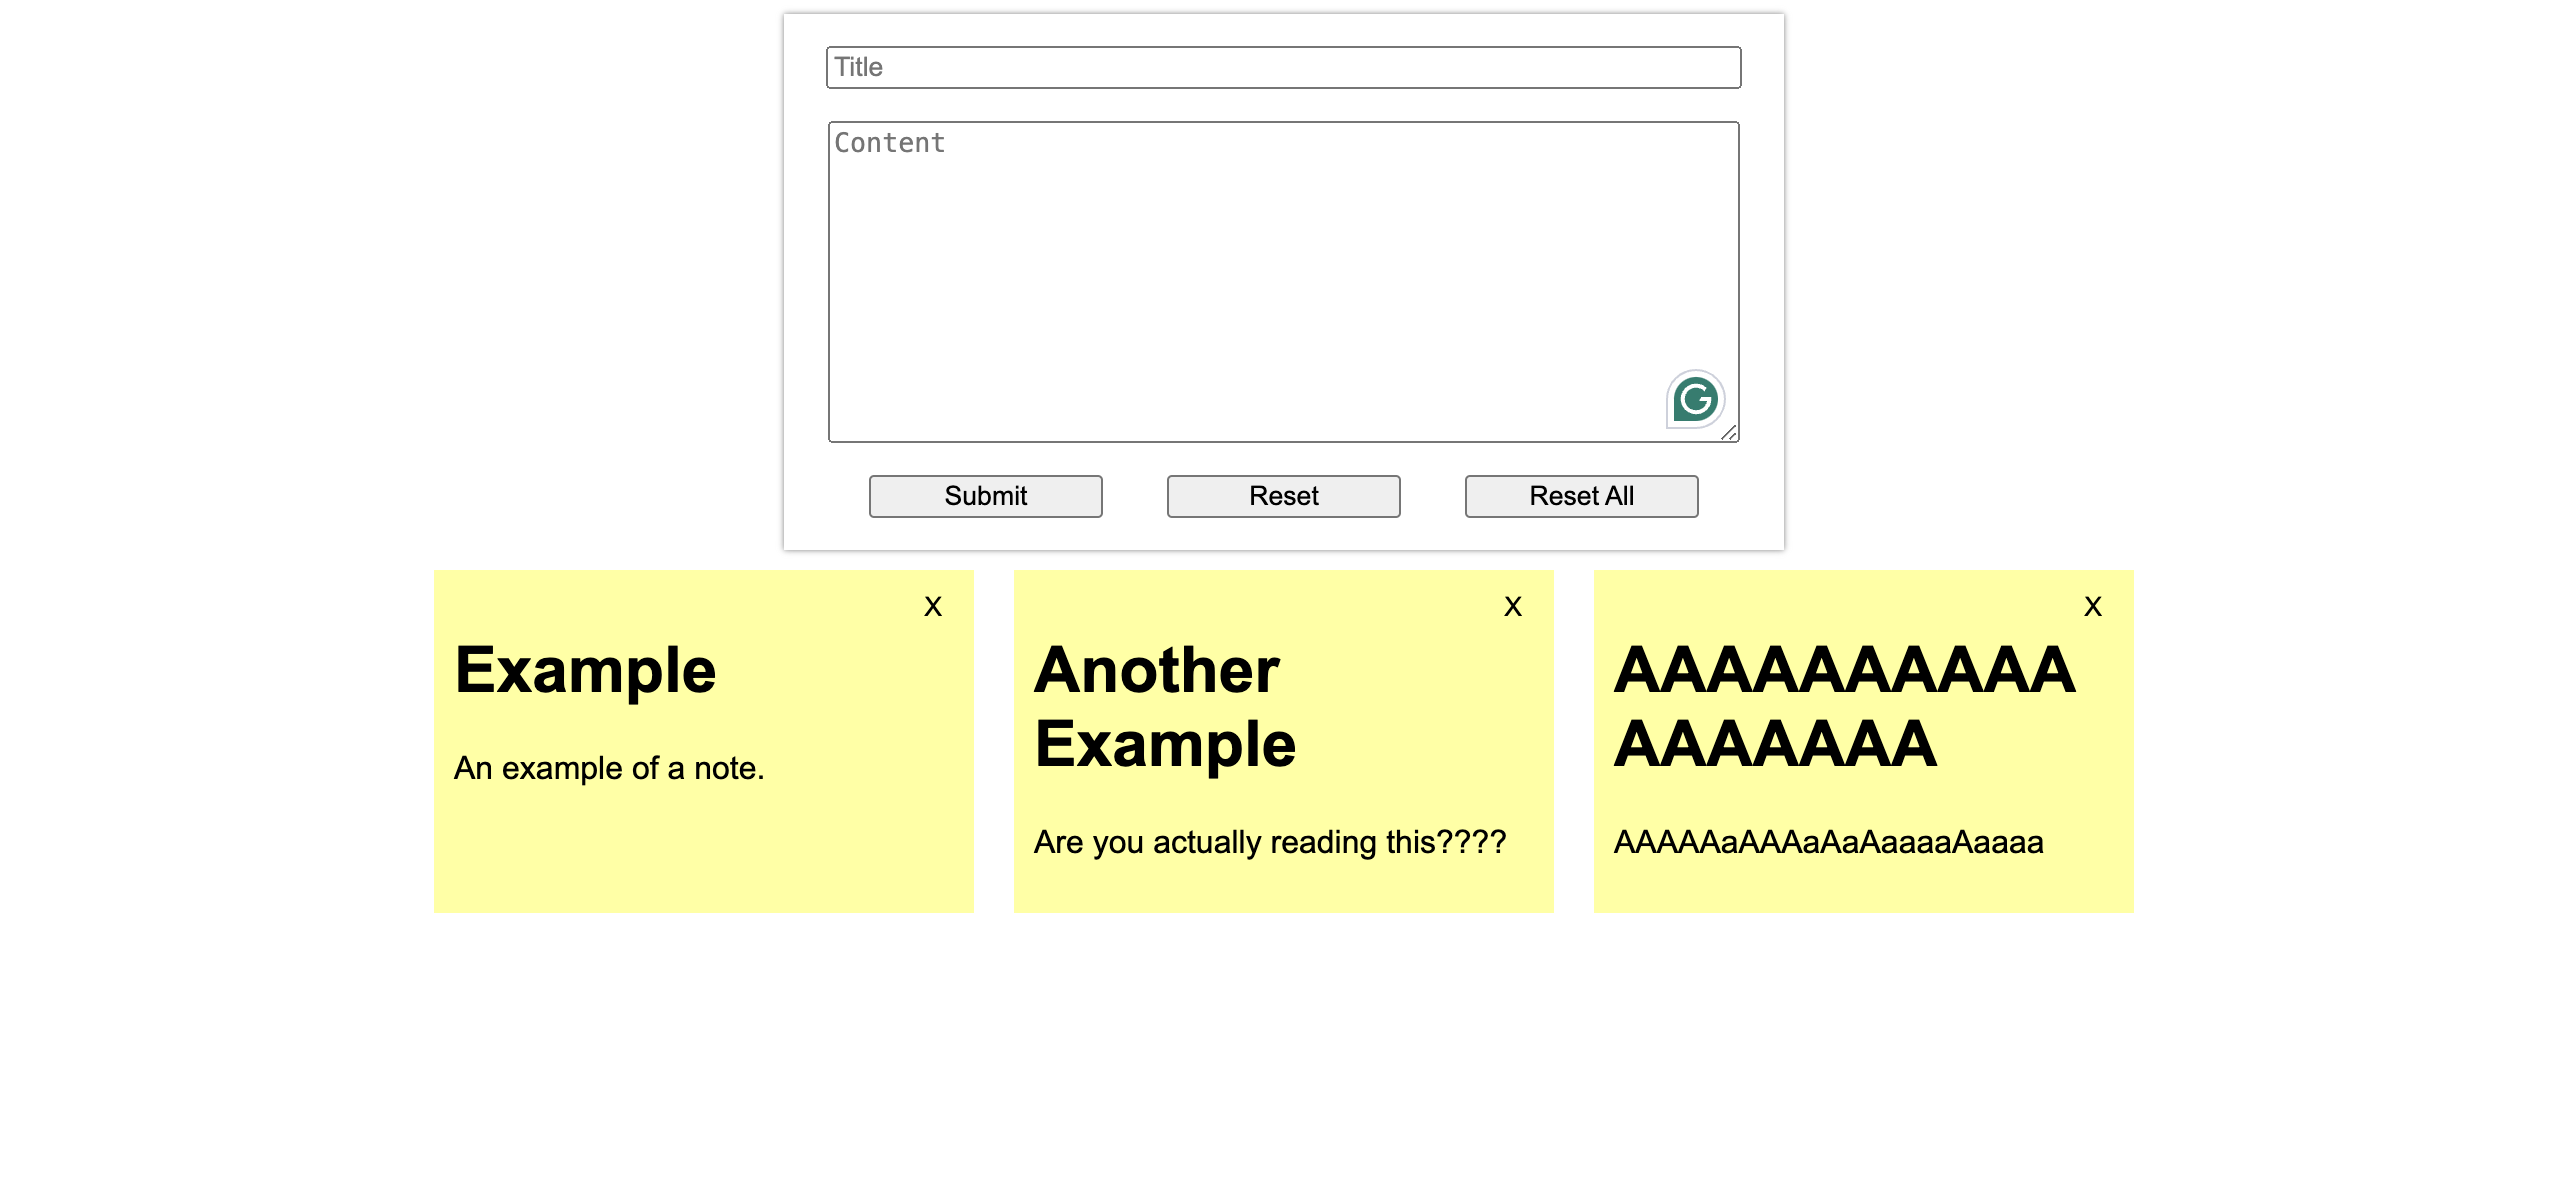 Title
Content
Submit
Reset
Reset All
X
Example
An example of a note.
X
Another
Example
Are you actually reading this????
X
AAAAAAAAAA
AAAAAAA
AAAAAaAAAaAaAaaaaAaaaa